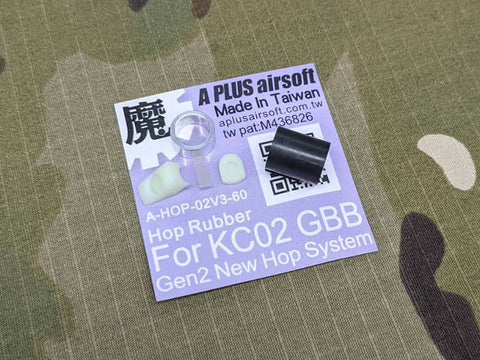 魔
A PLUS airsoft
Made In Taiwan
aplusairsoft.com.tw
tw pat:M436826
A-HOP-02V3-60
Hop Rubber
For KC02 GBB
Gen2 New Hop System